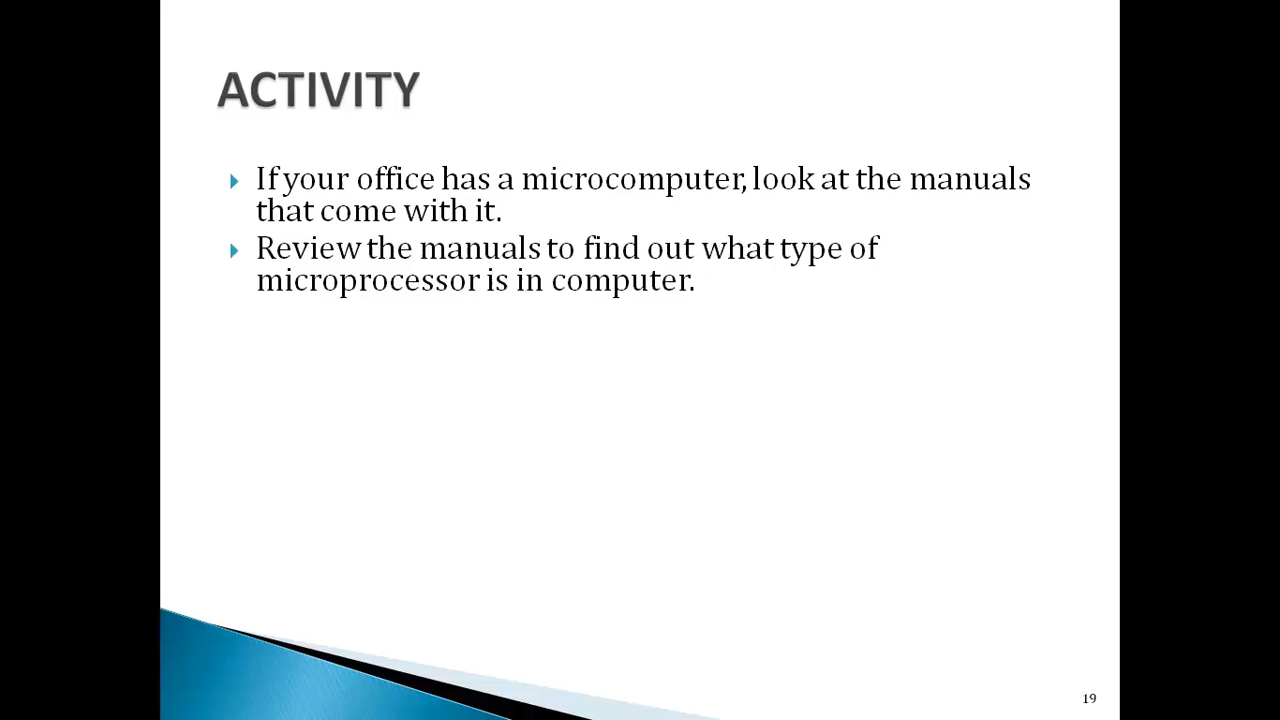 ACTIVITY
If your office has a microcomputer, look at the manuals
that come with it.
Review the manuals to find out what type of
microprocessor is in computer.
19